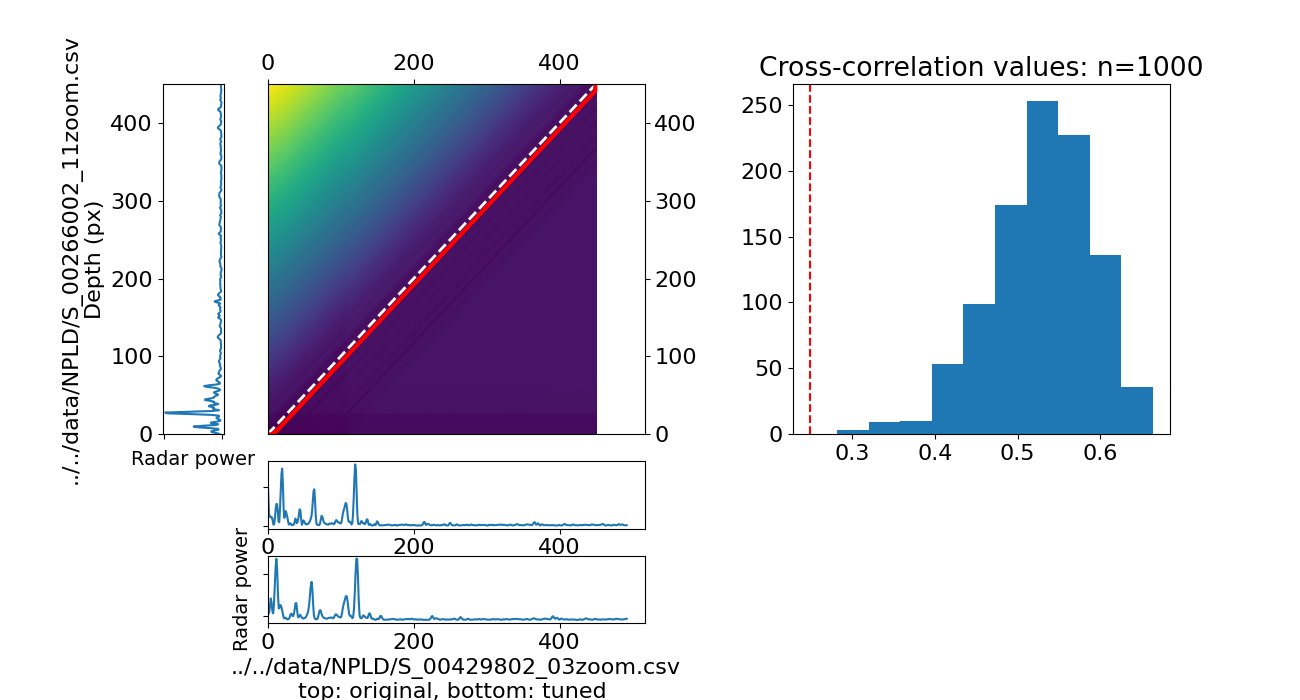 ../../data/NPLD/S_00266002_11zoom.csv
Depth (px)
0
100
200
300
400
Radar power
0 200 400
0
100
200
300
400
0 200 400
Radar power
0 200 400
../../data/NPLD/S_00429802_03zoom.csv
top: original, bottom: tuned
Cross-correlation values: n=1000
250
200
150
100
50
0
0.3 0.4 0.5 0.6